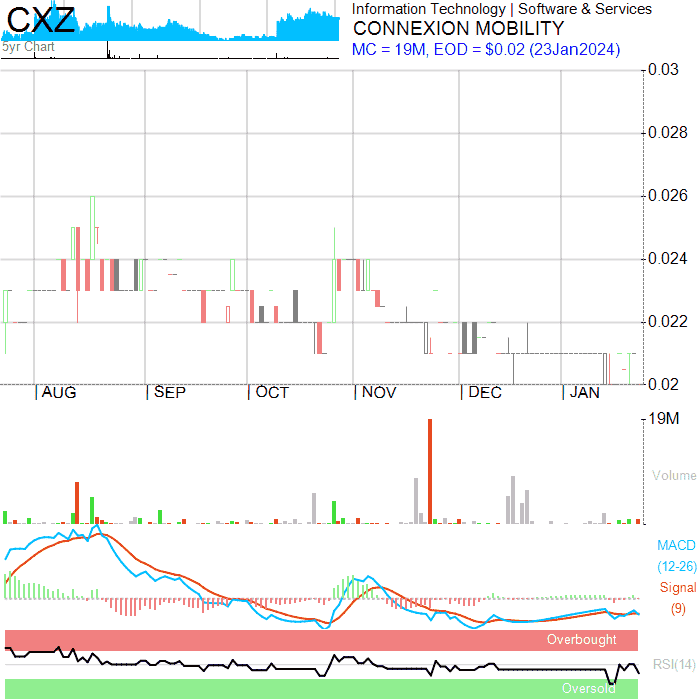 CXZ
Information Technology | Software & Services
CONNEXION MOBILITY
5yr Chart
MC = 19M, EOD = $0.02 (23Jan2024)
0.03
0.028
0.026
0.024
0.022
0.02
| AUG | SEP | OCT | NOV | DEC | JAN
19M
Volume
MACD
(12-26)
Signal
(9)
Overbought
RSI(14)
Oversold